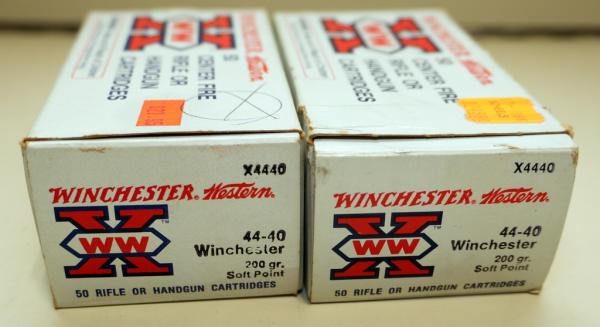 WINCHESTER Western
X
WW
50
CENTER FIRE
RIFLE OR
HANDGUN
CARTRIDGES
X4440
WINCHESTER Western
X
WW
44-40
Winchester
200 gr.
Soft Point
50 RIFLE OR HANDGUN CARTRIDGES
WINCHESTER Western
X
WW
50
CENTER FIRE
RIFLE OR
HANDGUN
CARTRIDGES
X4440
WINCHESTER Western
X
WW
44-40
Winchester
200 gr.
Soft Point
50 RIFLE OR HANDGUN CARTRIDGES